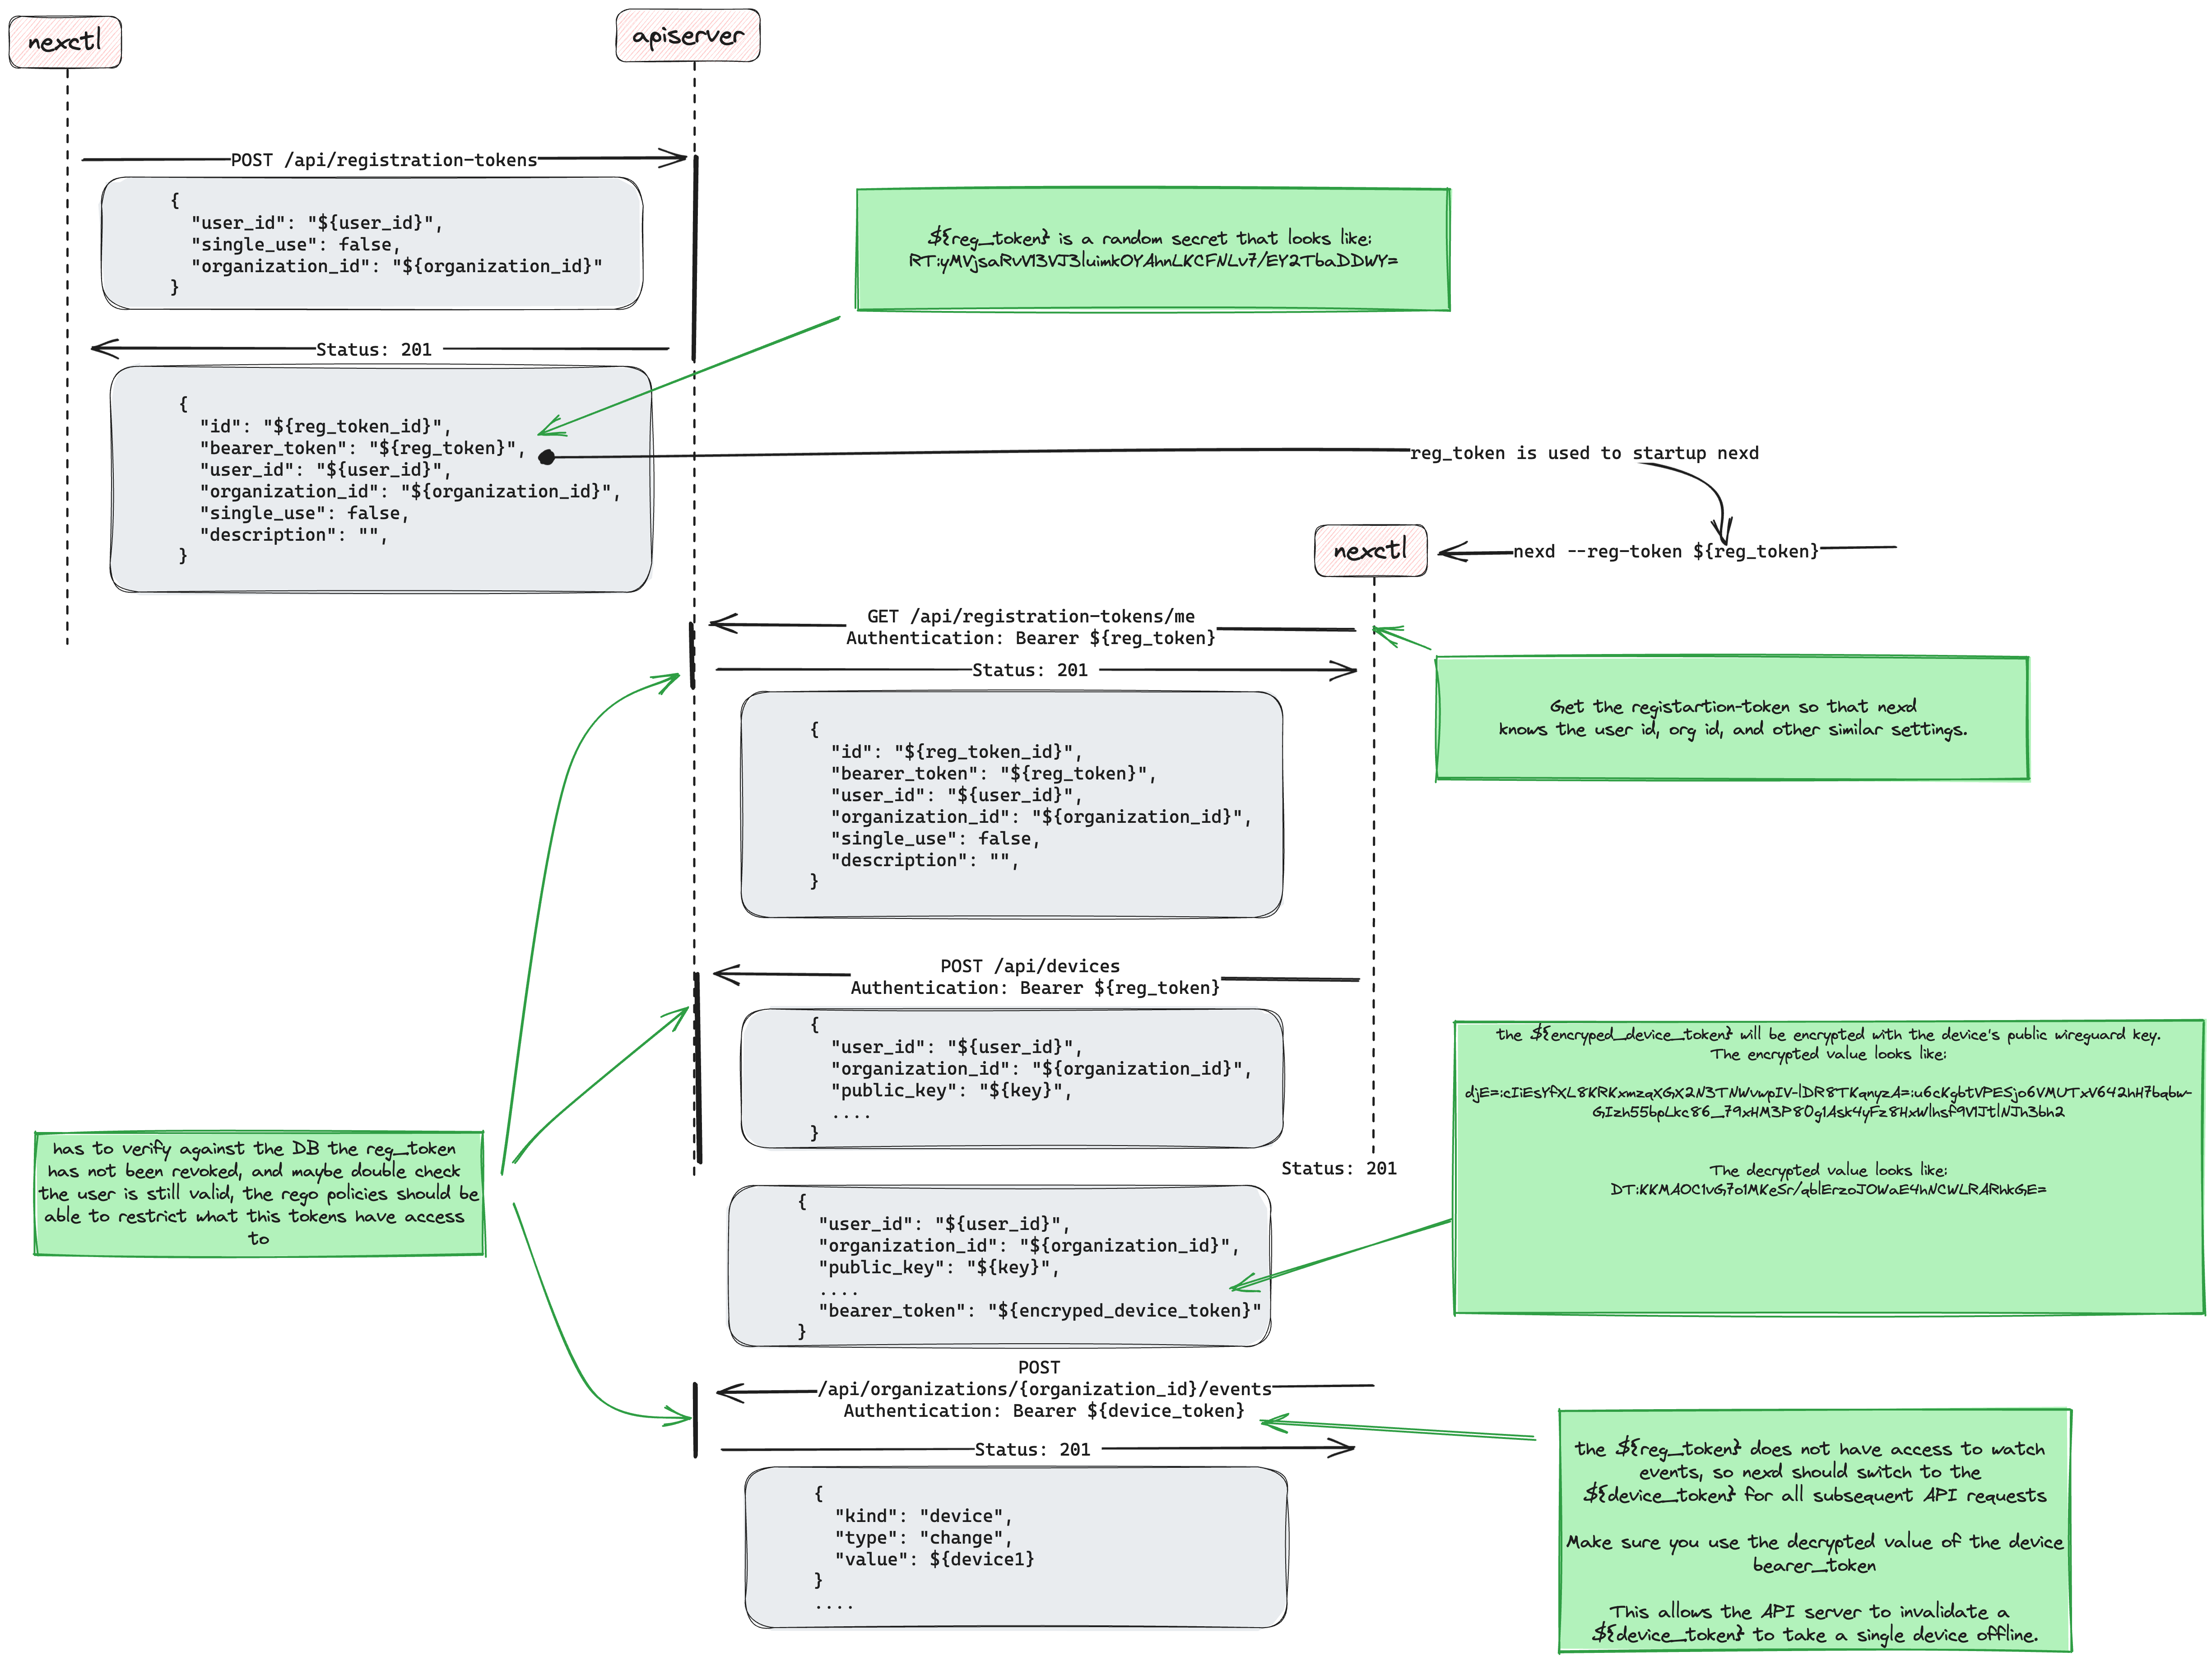 nexctl
apiserver
POST /api/registration-tokens
{
"user_id": "${user_id}",
"single_use": false,
"organization_id": "${organization_id}"
}
${reg_token} is a random secret that looks like:
Status: 201
{
"id": "${reg_token_id}",
"bearer_token": "${reg_token}",
"user_id": "${user_id}",
"organization_id": "${organization_id}",
"single_use": false,
"description": "",
}
reg_token is used to startup nexd
nexctl
nexd --reg-token ${reg_token}
GET /api/registration-tokens/me
Authentication: Bearer ${reg_token}
Status: 201
Get the registartion-token so that nexd
knows the user id, org id, and other similar settings.
{
"id": "${reg_token_id}",
"bearer_token": "${reg_token}",
"user_id": "${user_id}",
"organization_id": "${organization_id}",
"single_use": false,
"description": "",
}
POST /api/devices
Authentication: Bearer ${reg_token}
{
"user_id": "${user_id}",
"organization_id": "${organization_id}",
"public_key": "${key}",
....
}
the ${encryped_device_token} will be encrypted with the device's public wireguard key.
The encrypted value looks like:
The decrypted value looks like:
has to verify against the DB the reg_token
has not been revoked, and maybe double check
the user is still valid, the rego policies should be
able to restrict what this tokens have access
to
Status: 201
{
"user_id": "${user_id}",
"organization_id": "${organization_id}",
"public_key": "${key}",
....
"bearer_token": "${encryped_device_token}"
}
POST
/api/organizations/{organization_id}/events
Authentication: Bearer ${device_token}
Status: 201
{
"kind": "device",
"type": "change",
"value": ${device1}
}
....
the ${reg_token} does not have access to watch
events, so nexd should switch to the
${device_token} for all subsequent API requests
Make sure you use the decrypted value of the device
bearer_token
This allows the API server to invalidate a
${device_token} to take a single device offline.